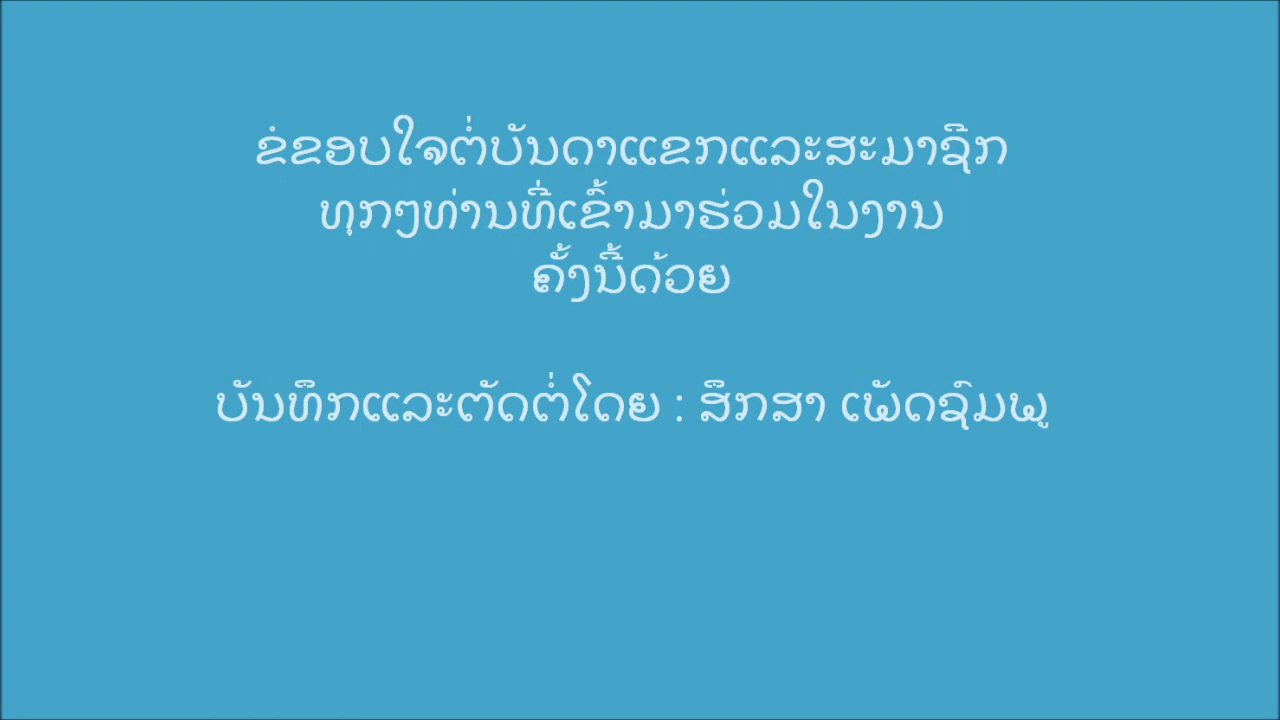 ຂໍຂອບໃຈຕໍ່ບັນດາແຂກແລະສະມາຊິກ
ທຸກໆທ່ານທີ່ເຂົ້າມາຮ່ວມໃນງານ
ຄັ້ງນີ້ດ້ວຍ
ບັນທຶກແລະຕັດຕໍ່ໂດຍ : ສຶກສາ ເພັດຊົມພູ